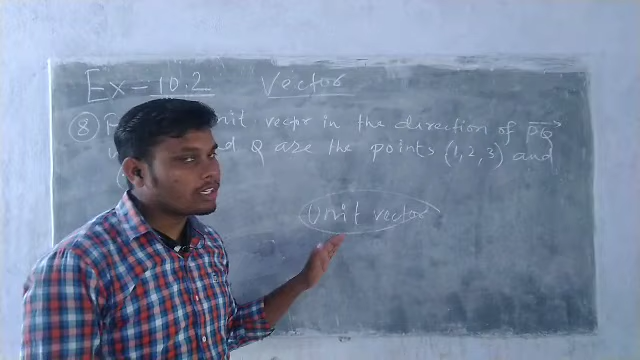 Ex-10.2 Vector
(8) nit vector in the direction of PQ
d Q are the points (1,2,3) and
Unit vector